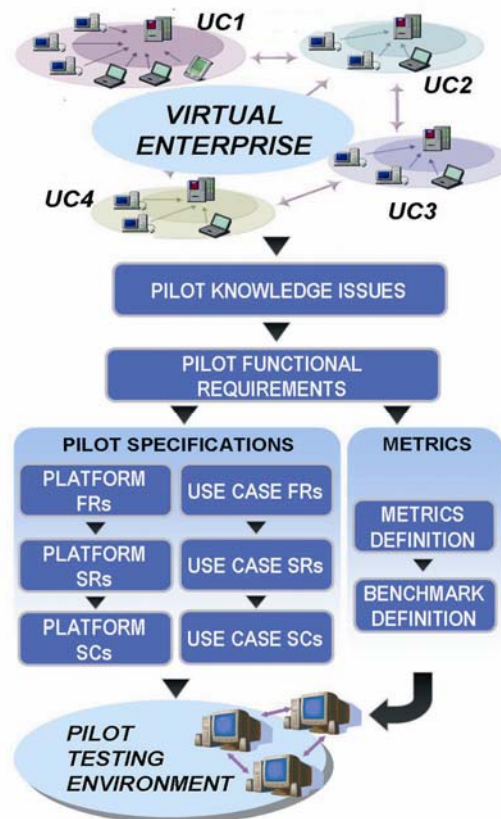 UC1
UC2
VIRTUAL
ENTERPRISE
UC4
UC3
PILOT KNOWLEDGE ISSUES
PILOT FUNCTIONAL
REQUIREMENTS
PILOT SPECIFICATIONS
PLATFORM
FRs
USE CASE FRs
PLATFORM
SRs
USE CASE SRs
PLATFORM
SCs
USE CASE SCs
METRICS
METRICS
DEFINITION
BENCHMARK
DEFINITION
PILOT
TESTING
ENVIRONMENT